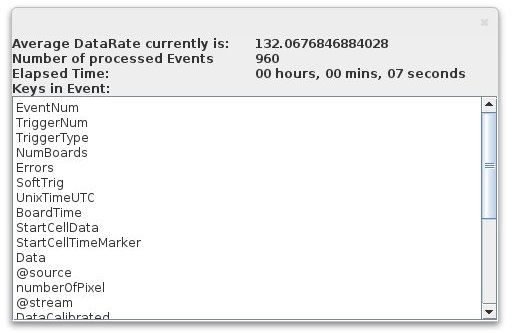 Average DataRate currently is: 132.0676846884028
Number of processed Events 960
Elapsed Time: 00 hours, 00 mins, 07 seconds
Keys in Event:
EventNum
TriggerNum
TriggerType
NumBoards
Errors
SoftTrig
UnixTimeUTC
BoardTime
StartCellData
StartCellTimeMarker
Data
@source
numberOfPixel
@stream
DataCalibrated